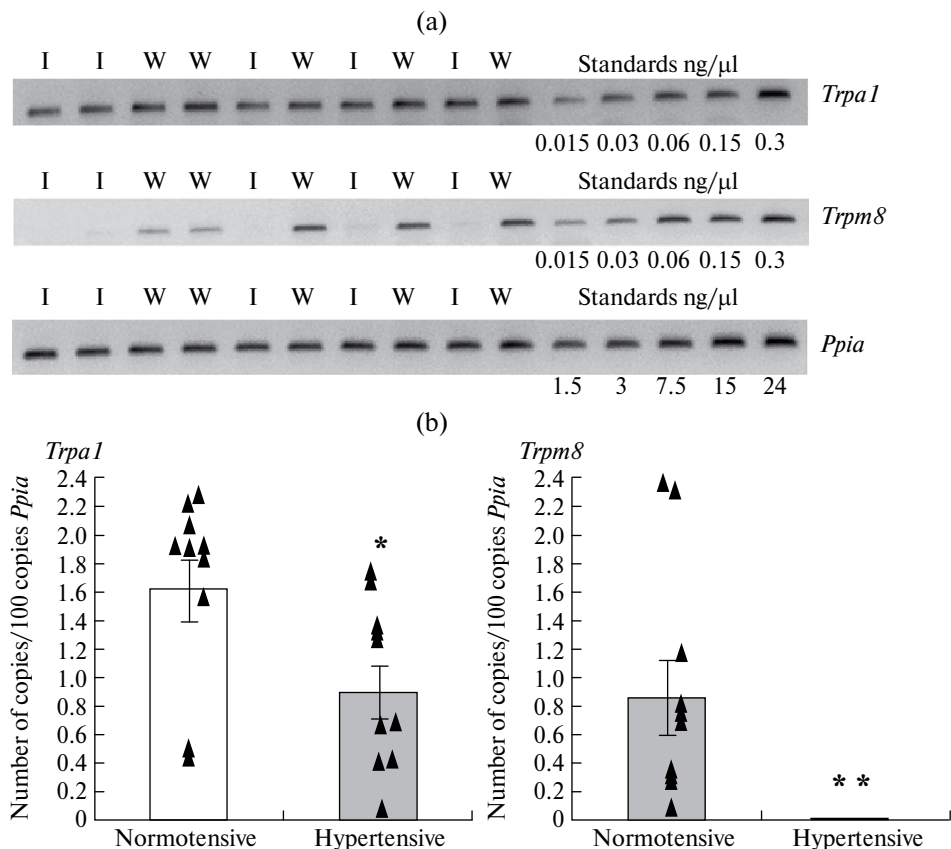 (a)
I I W W I W I W I W Standards ng/μl
Trpa1
0.015 0.03 0.06 0.15 0.3
I I W W I W I W I W Standards ng/μl
Trpm8
0.015 0.03 0.06 0.15 0.3
I I W W I W I W I W Standards ng/μl
Ppia
1.5 3 7.5 15 24
(b)
Trpa1
Number of copies/100 copies Ppia
2.4
2.2
2.0
1.8
1.6
1.4
1.2
1.0
0.8
0.6
0.4
0.2
0
*
Normotensive Hypertensive
Trpm8
Number of copies/100 copies Ppia
2.4
2.2
2.0
1.8
1.6
1.4
1.2
1.0
0.8
0.6
0.4
0.2
0
* *
Normotensive Hypertensive